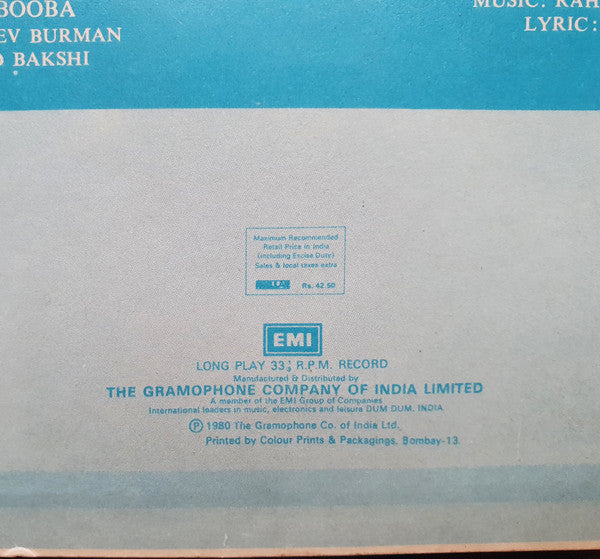 BOOBA
EV BURMAN
BAKSHI
MUSIC: RAH
LYRIC:
Maximum Recommended
Retail Price in India
(including Excise Duty)
Sales & local taxes extra
Rs. 42.50
EMI
LONG PLAY 33⅓ R.P.M. RECORD
Manufactured & Distributed by
THE GRAMOPHONE COMPANY OF INDIA LIMITED
A member of the EMI Group of Companies
International leaders in music, electronics and leisure DUM DUM. INDIA
Ⓟ 1980 The Gramophone Co. of India Ltd.
Printed by Colour Prints & Packagings, Bombay-13.